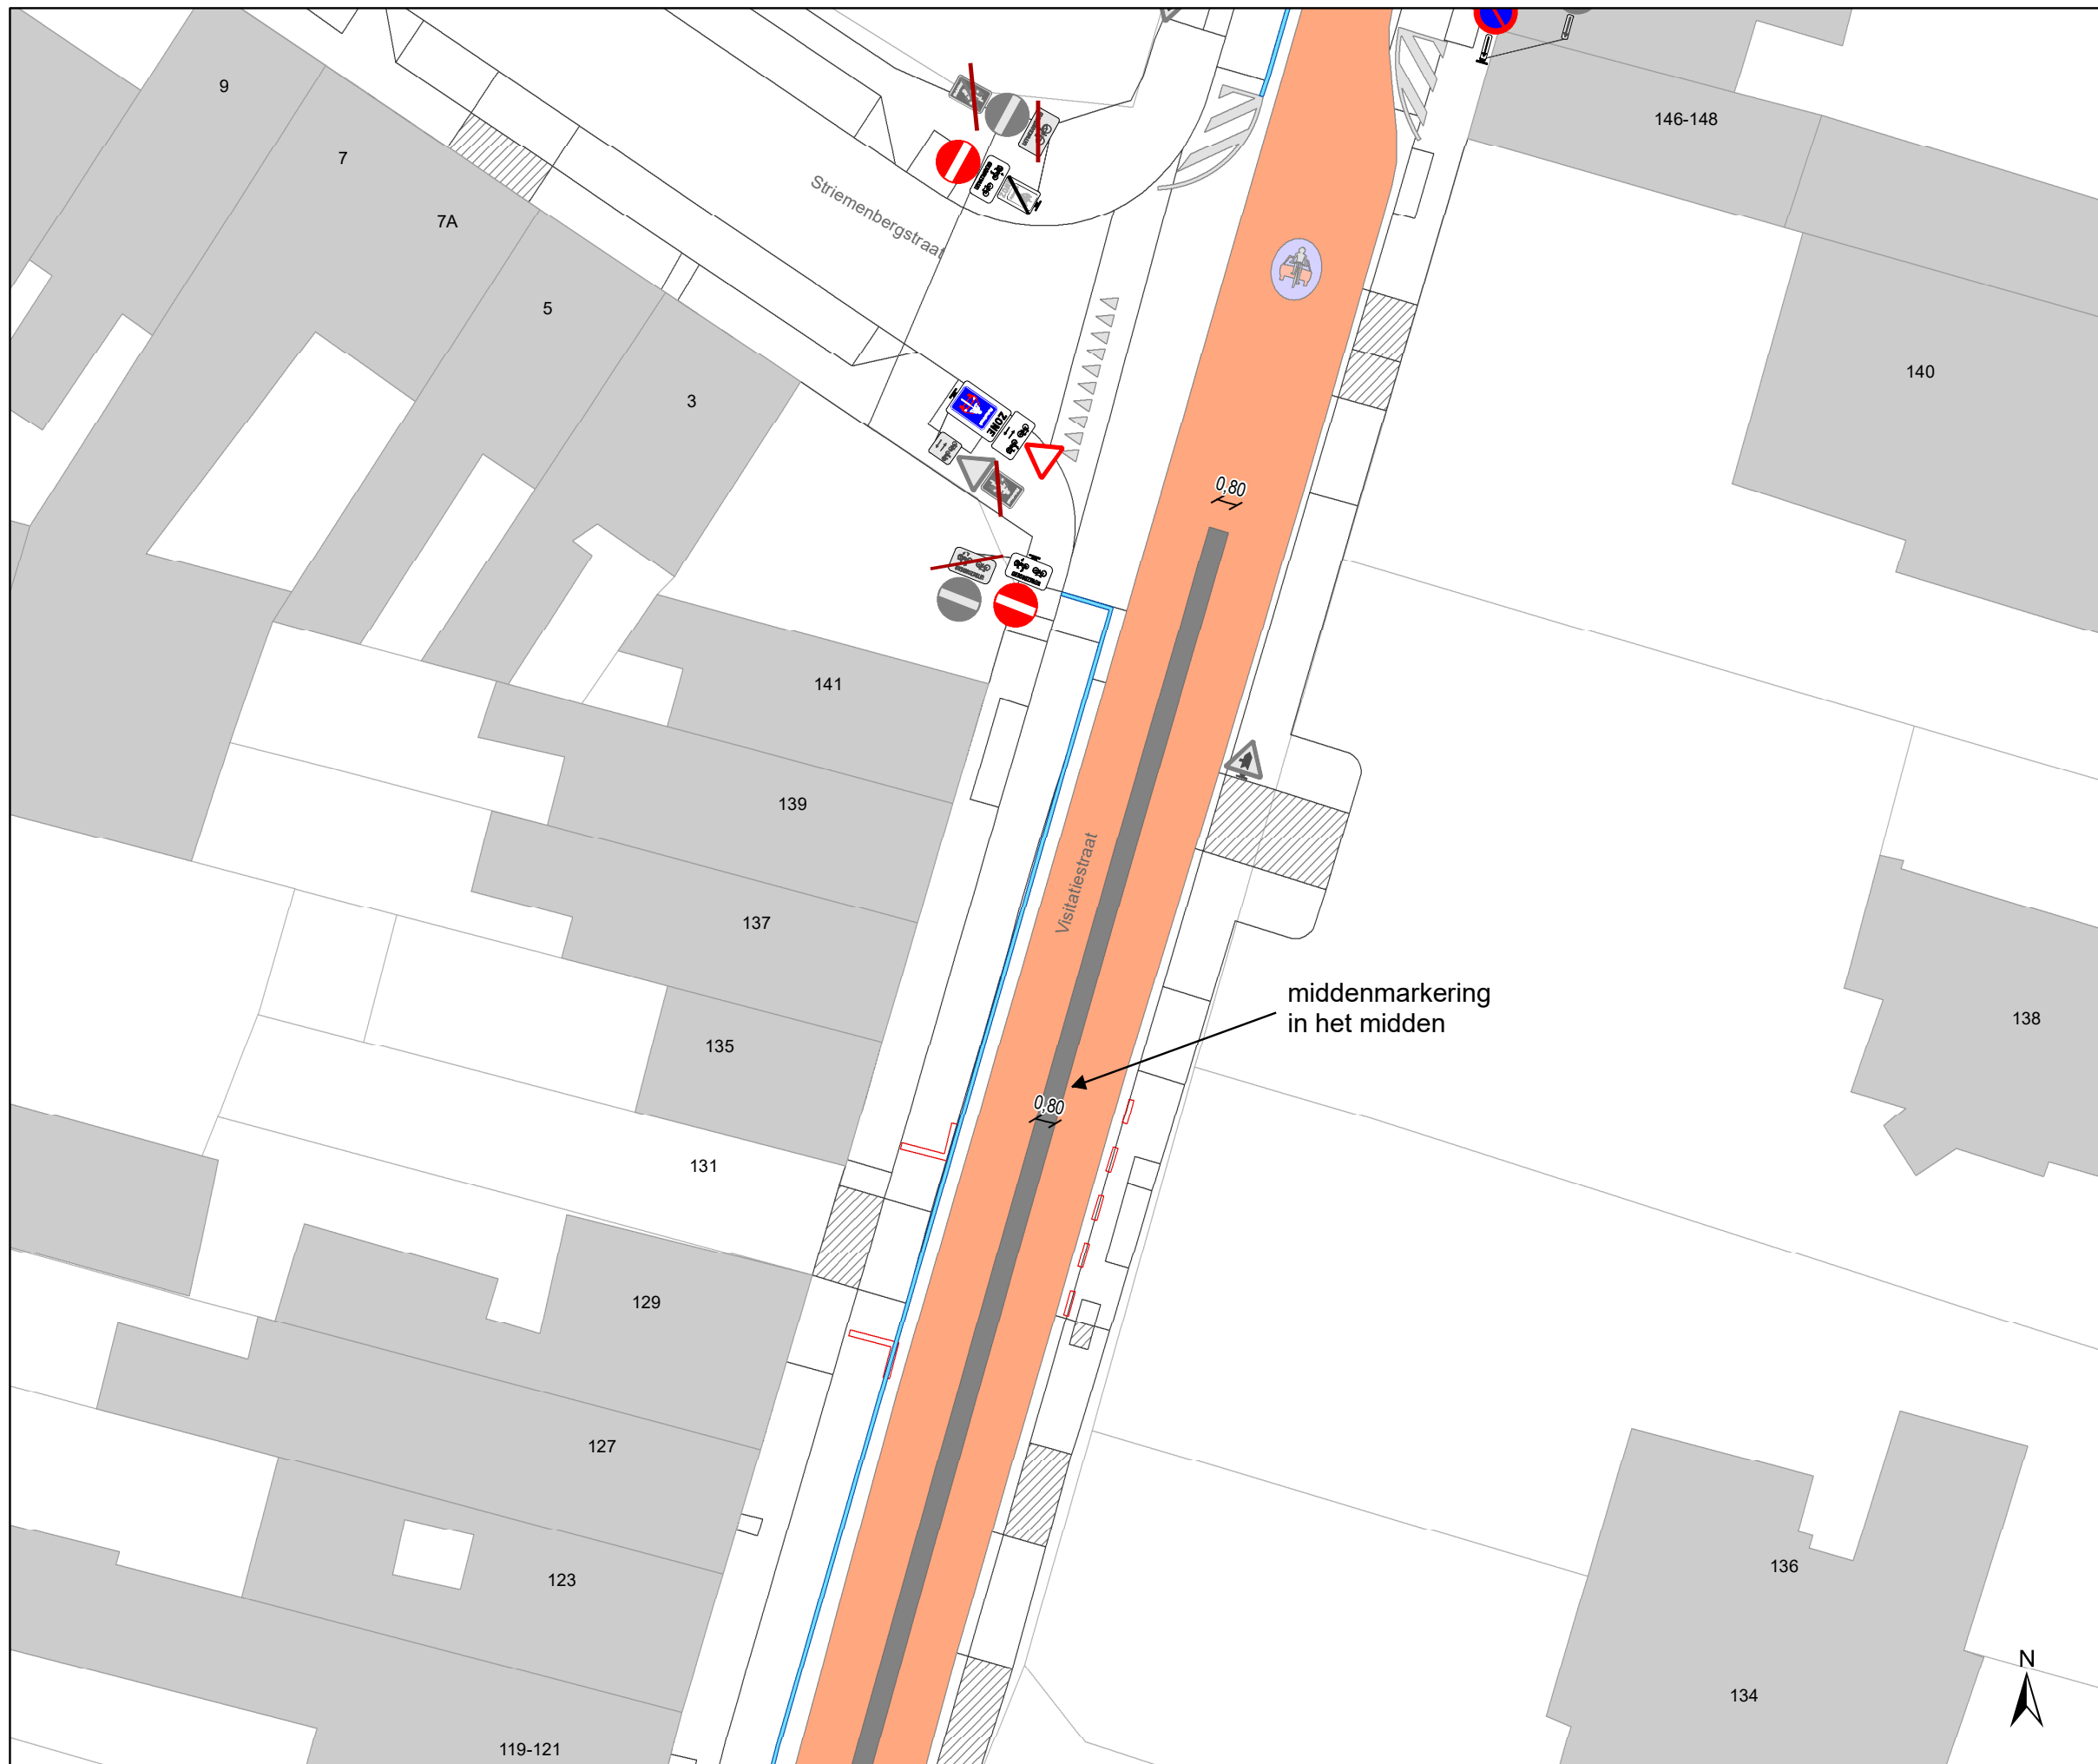 9
146-148
7
7A
Striemenbergstraat
5
140
3
ZONE
0,80
141
139
137
Visitatiestraat
middenmarkering
in het midden
138
135
0,80
131
129
127
136
123
N
134
119-121